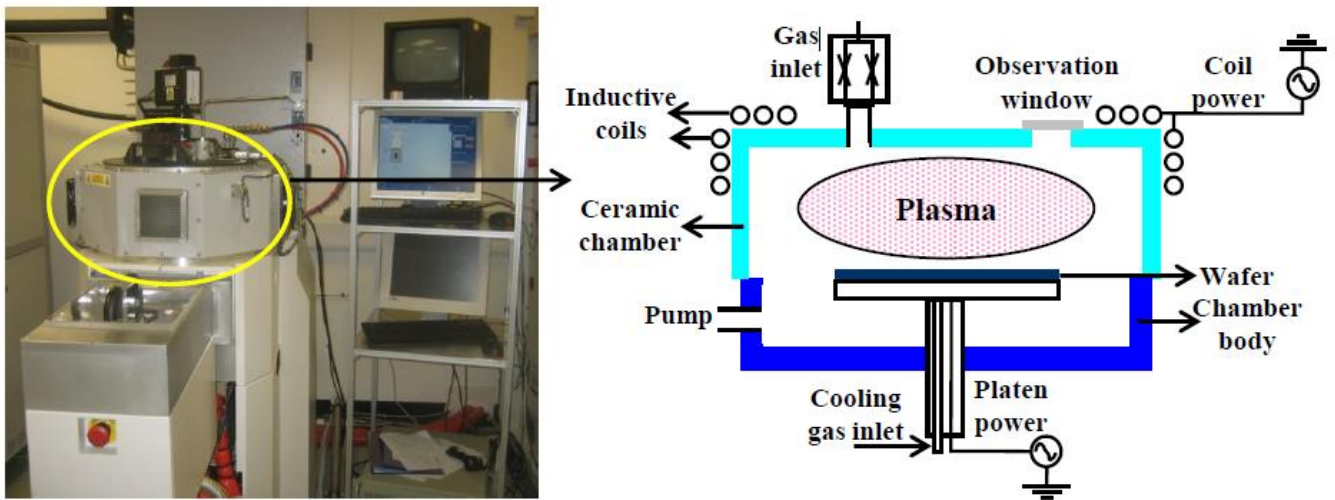 Gas
inlet
Observation
window
Coil
power
Inductive
coils
Ceramic
chamber
Plasma
Wafer
Pump
Chamber
body
Cooling
gas inlet
Platen
power